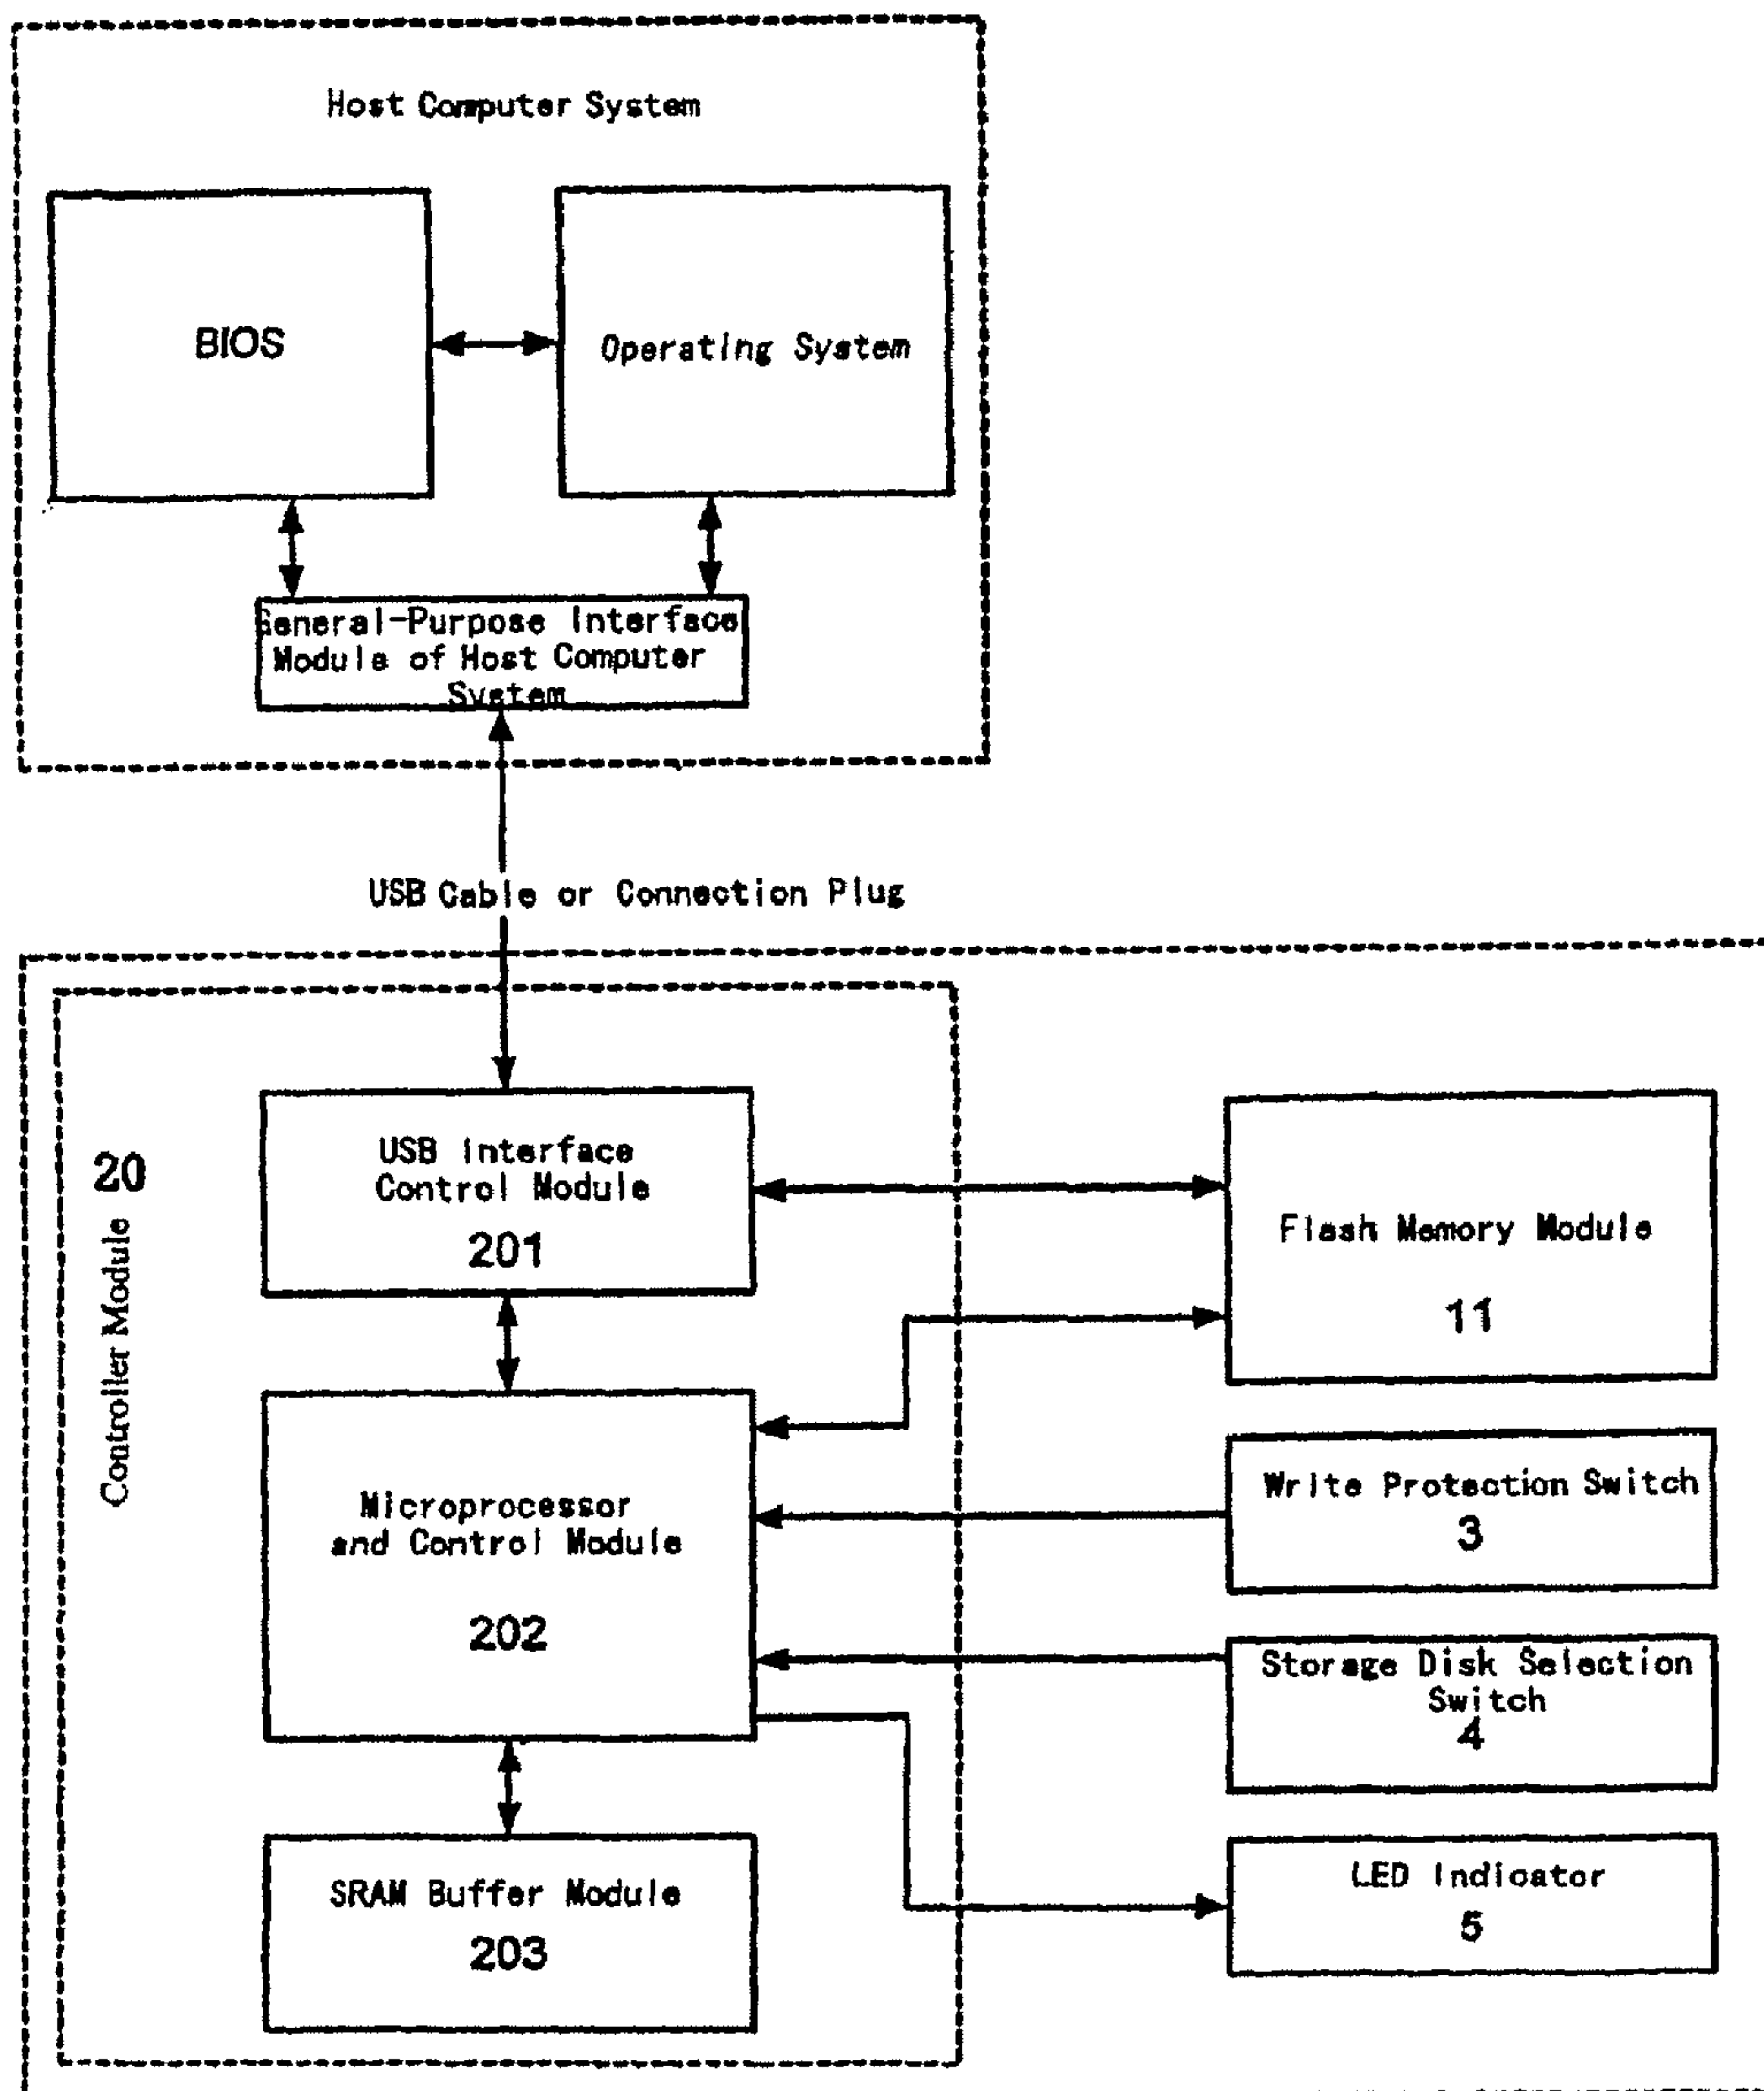 Host Computer System
BIOS
Operating System
General-Purpose Interface
Module of Host Computer
System
USB Cable or Connection Plug
20
Controller Module
USB Interface
Control Module
201
Flash Memory Module
11
Microprocessor
and Control Module
202
Write Protection Switch
3
Storage Disk Selection
Switch
4
SRAM Buffer Module
203
LED Indicator
5